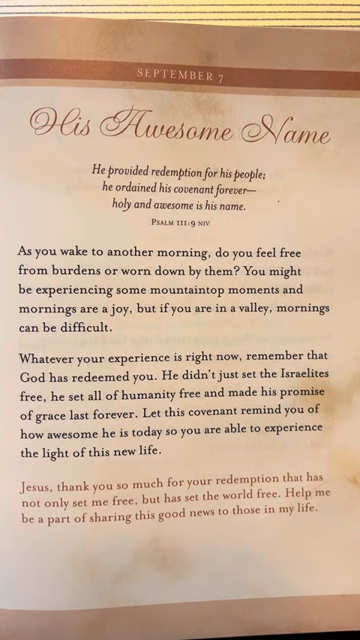 SEPTEMBER 7
His Awesome Name
He provided redemption for his people;
he ordained his covenant forever—
holy and awesome is his name.
PSALM 111:9 NIV
As you wake to another morning, do you feel free
from burdens or worn down by them? You might
be experiencing some mountaintop moments and
mornings are a joy, but if you are in a valley, mornings
can be difficult.
Whatever your experience is right now, remember that
God has redeemed you. He didn't just set the Israelites
free, he set all of humanity free and made his promise
of grace last forever. Let this covenant remind you of
how awesome he is today so you are able to experience
the light of this new life.
Jesus, thank you so much for your redemption that has
not only set me free, but has set the world free. Help me
be a part of sharing this good news to those in my life.